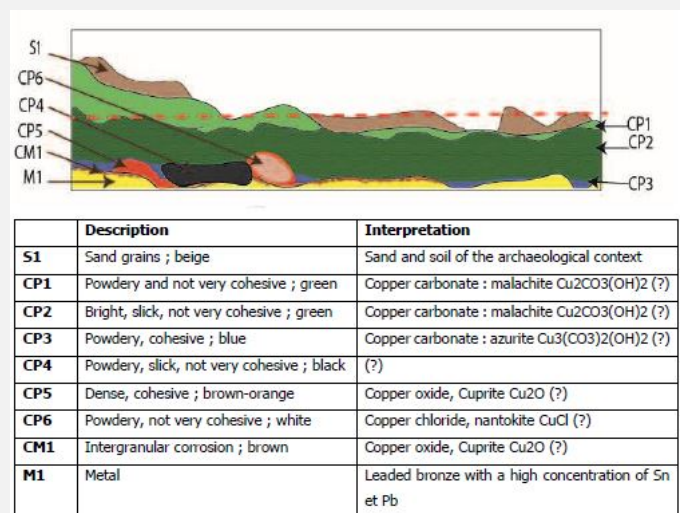 S1
CP6
CP4
CP5
CM1
M1
CP1
CP2
CP3
Description Interpretation
S1 Sand grains ; beige Sand and soil of the archaeological context
CP1 Powdery and not very cohesive ; green Copper carbonate : malachite Cu2CO3(OH)2 (?)
CP2 Bright, slick, not very cohesive ; green Copper carbonate : malachite Cu2CO3(OH)2 (?)
CP3 Powdery, cohesive ; blue Copper carbonate : azurite Cu3(CO3)2(OH)2 (?)
CP4 Powdery, slick, not very cohesive ; black (?)
CP5 Dense, cohesive ; brown-orange Copper oxide, Cuprite Cu2O (?)
CP6 Powdery, not very cohesive ; white Copper chloride, nantokite CuCl (?)
CM1 Intergranular corrosion ; brown Copper oxide, Cuprite Cu2O (?)
M1 Metal Leaded bronze with a high concentration of Sn
et Pb